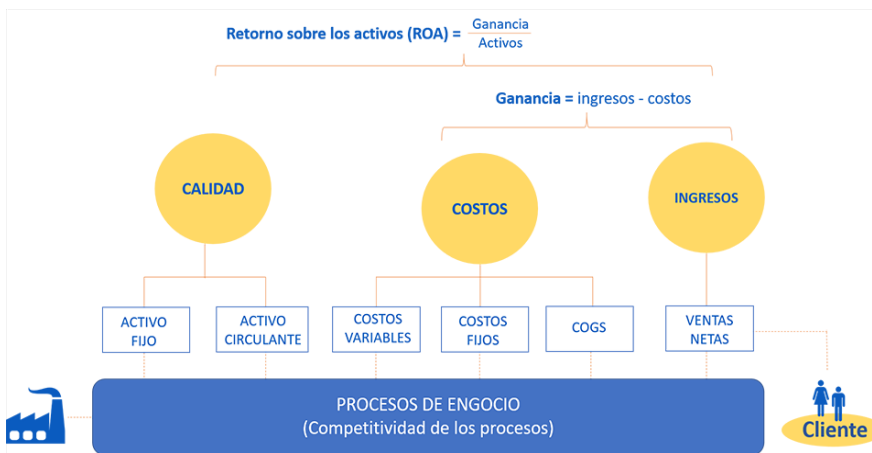 Retorno sobre los activos (ROA) = Ganancia
Activos
Ganancia = ingresos - costos
CALIDAD
COSTOS
INGRESOS
ACTIVO
FIJO
ACTIVO
CIRCULANTE
COSTOS
VARIABLES
COSTOS
FIJOS
COGS
VENTAS
NETAS
PROCESOS DE ENGOCIO
(Competitividad de los procesos)
Cliente